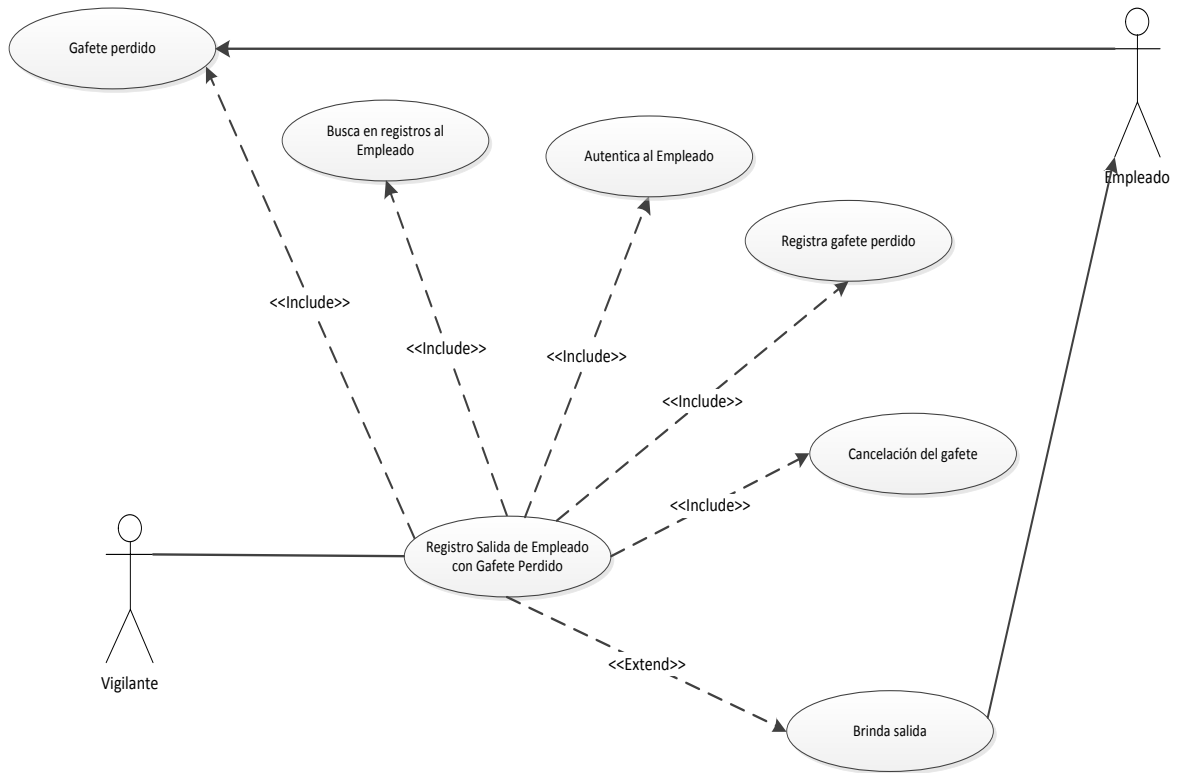 Gafete perdido
Busca en registros al
Empleado
Autentica al Empleado
Empleado
Registra gafete perdido
<<Include>>
<<Include>>
<<Include>>
<<Include>>
Cancelación del gafete
<<Include>>
Registro Salida de Empleado
con Gafete Perdido
Vigilante
<<Extend>>
Brinda salida